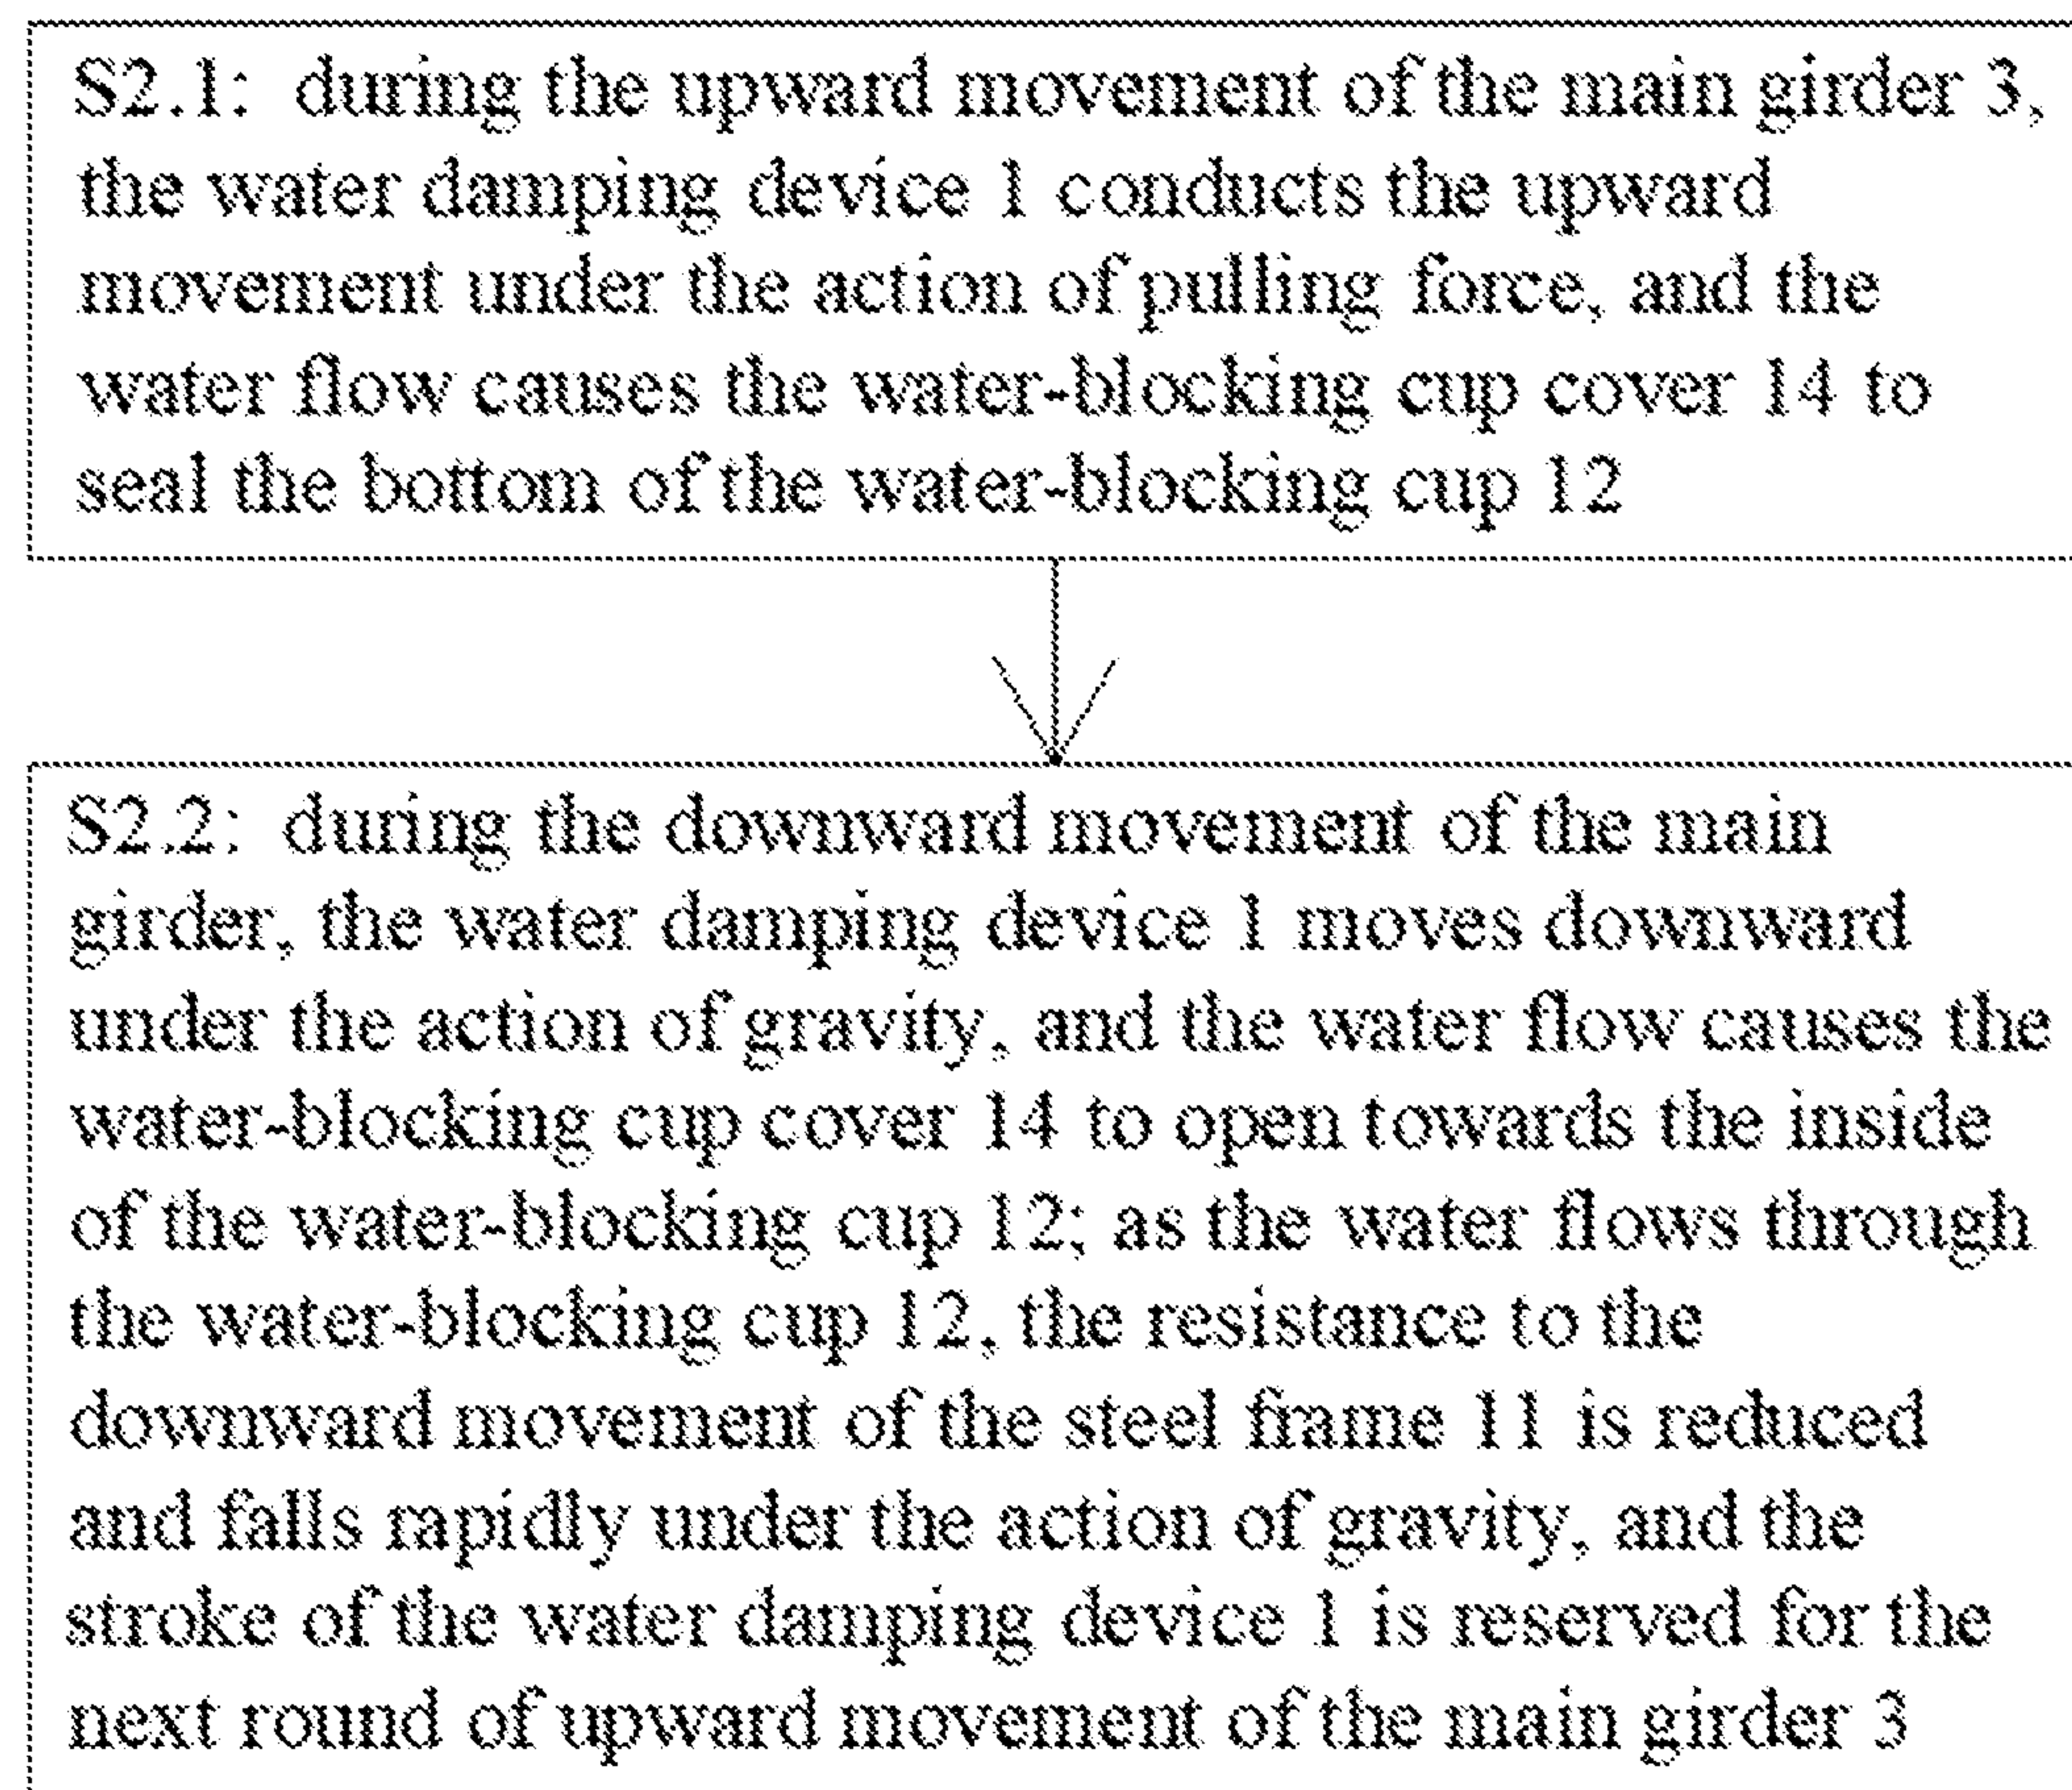 S2.1: during the upward movement of the main girder 3,
the water damping device 1 conducts the upward
movement under the action of pulling force, and the
water flow causes the water-blocking cup cover 14 to
seal the bottom of the water-blocking cup 12
S2.2: during the downward movement of the main
girder, the water damping device 1 moves downward
under the action of gravity, and the water flow causes the
water-blocking cup cover 14 to open towards the inside
of the water-blocking cup 12; as the water flows through
the water-blocking cup 12, the resistance to the
downward movement of the steel frame 11 is reduced
and falls rapidly under the action of gravity, and the
stroke of the water damping device 1 is reserved for the
next round of upward movement of the main girder 3